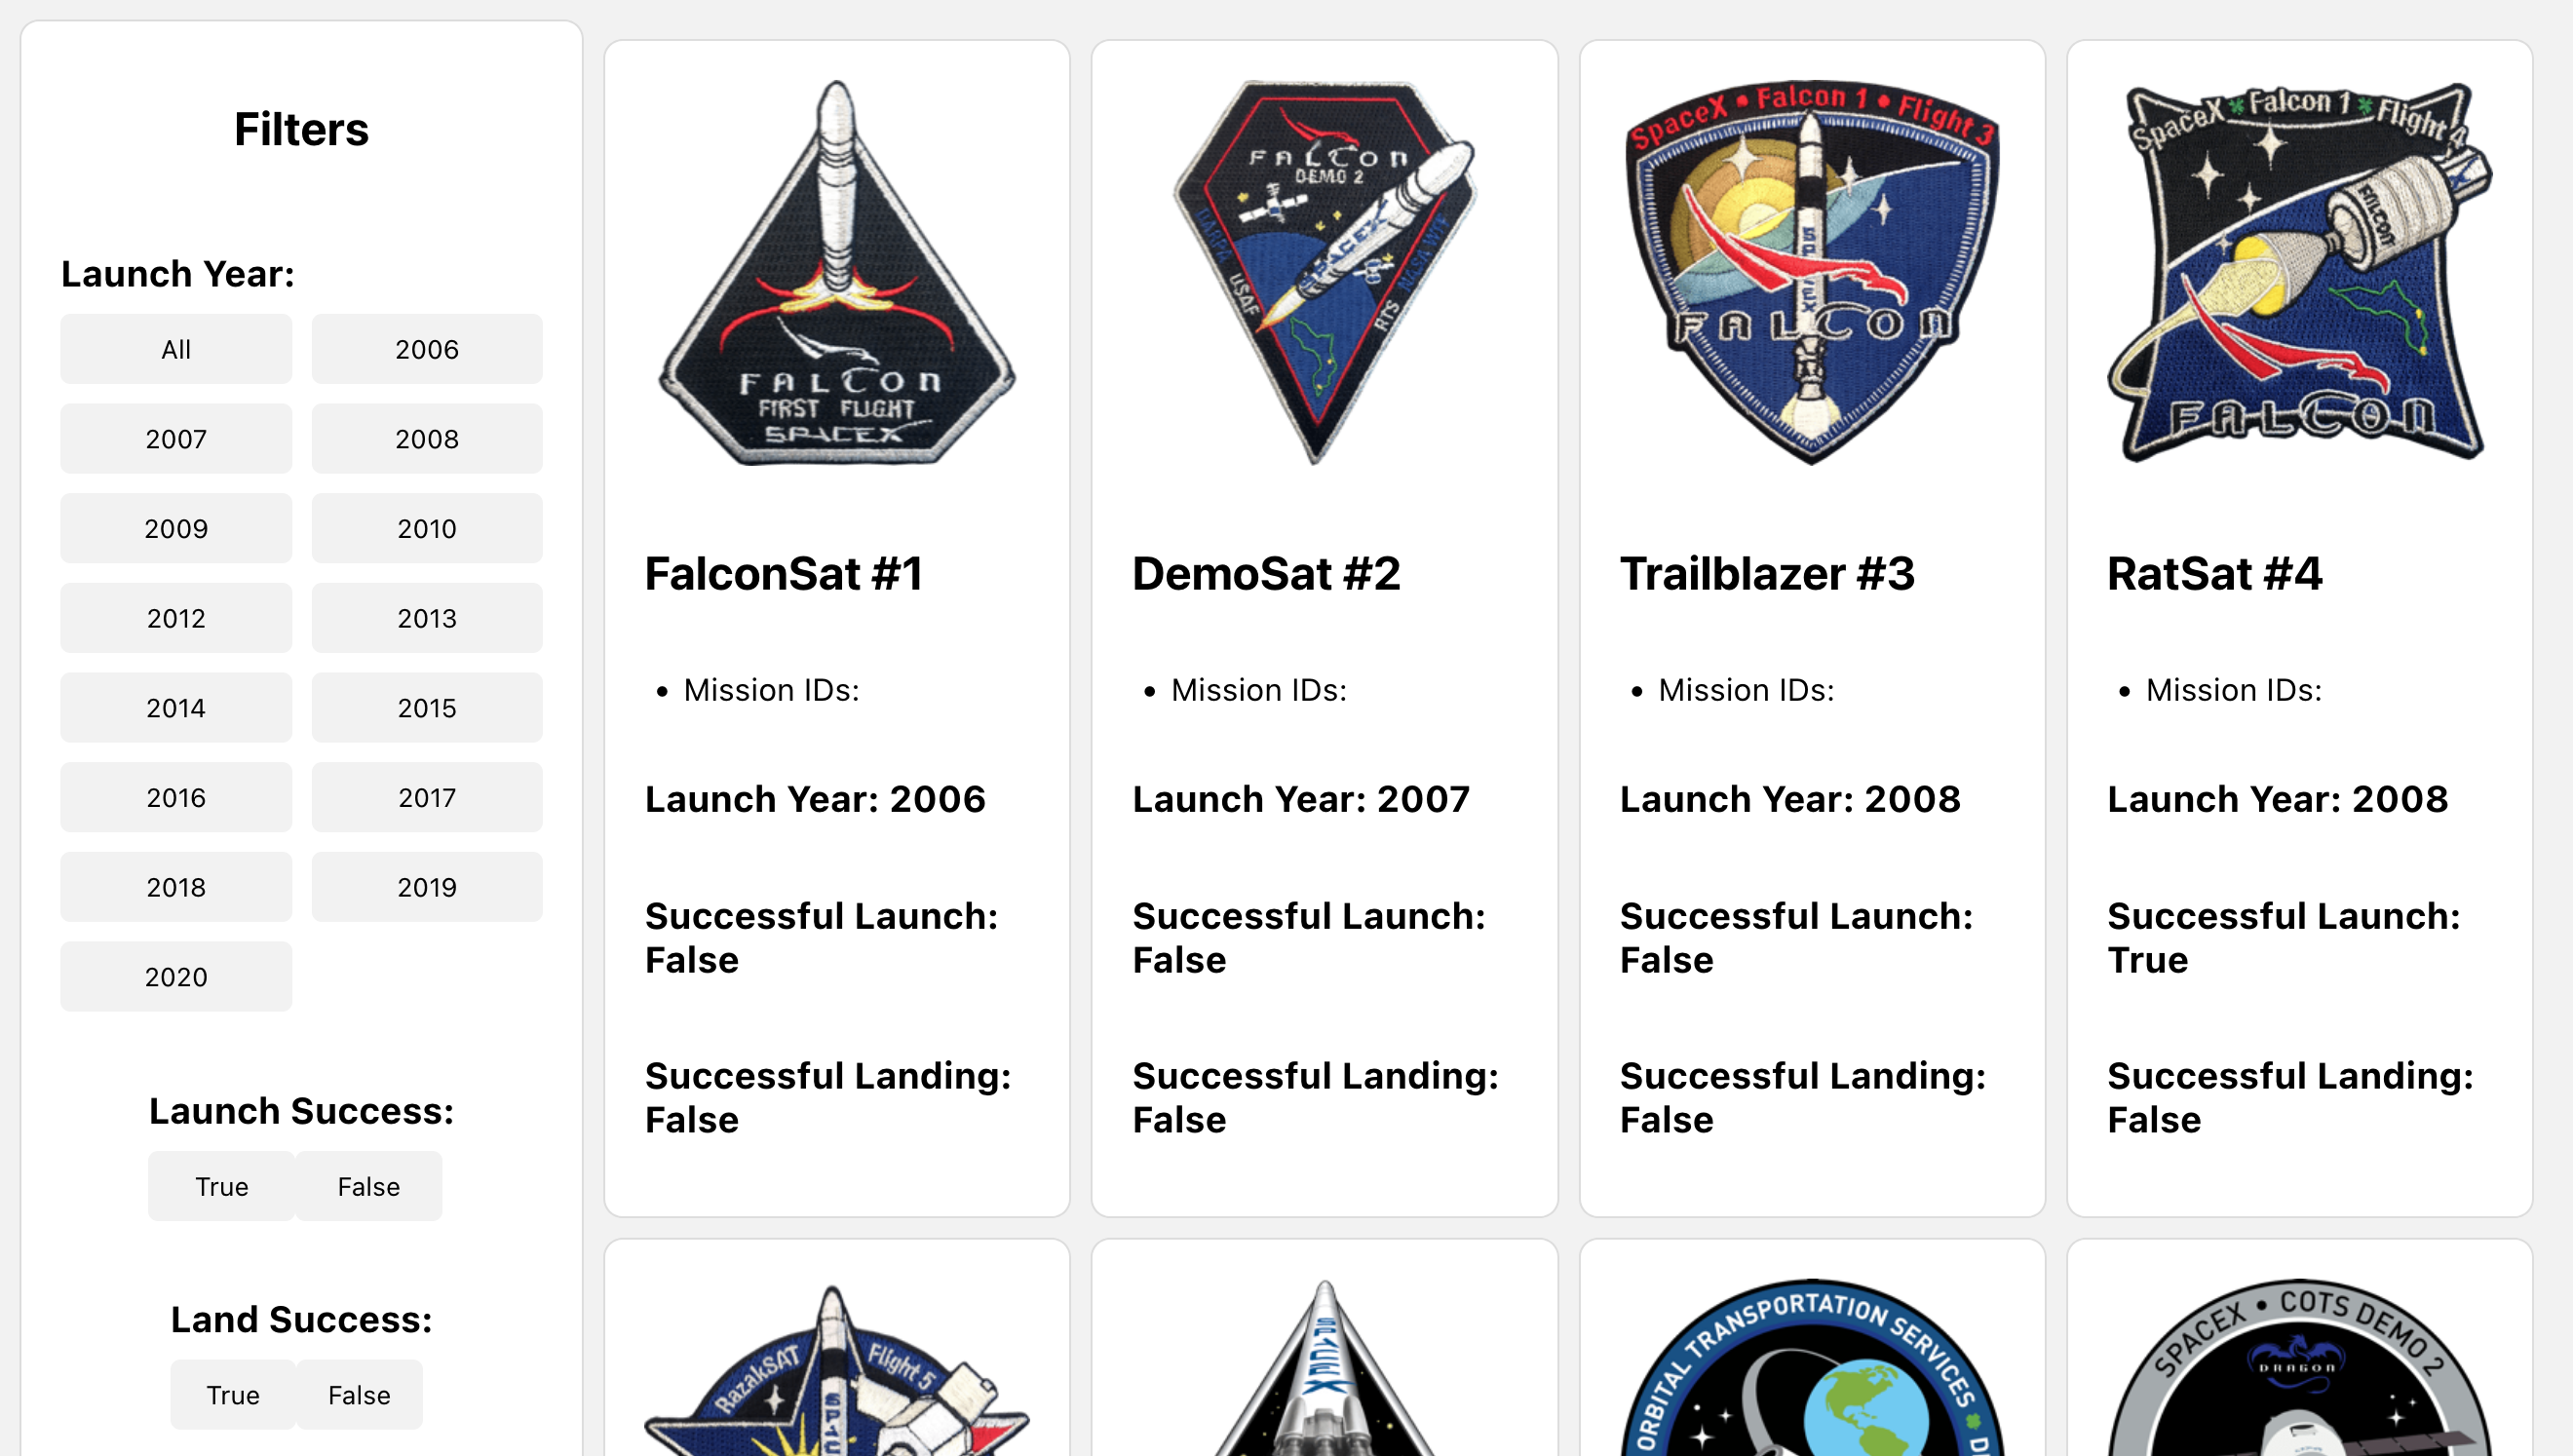 Filters
Launch Year:
All
2006
2007
2008
2009
2010
2012
2013
2014
2015
2016
2017
2018
2019
2020
Launch Success:
True
False
Land Success:
True
False
FALCON
FIRST FLIGHT
SPACEX
FalconSat #1
Mission IDs:
Launch Year: 2006
Successful Launch:
False
Successful Landing:
False
FALCON
DEMO 2
SPACEX
DARPA USAF
RTS NASA WTF
DemoSat #2
Mission IDs:
Launch Year: 2007
Successful Launch:
False
Successful Landing:
False
SpaceX • Falcon 1 • Flight 3
SPACEX
FALCON
Trailblazer #3
Mission IDs:
Launch Year: 2008
Successful Launch:
False
Successful Landing:
False
SpaceX Falcon 1 Flight 4
FALCON
FALCON
RatSat #4
Mission IDs:
Launch Year: 2008
Successful Launch:
True
Successful Landing:
False
RazakSAT
Flight 5
SPACEX
ORBITAL TRANSPORTATION SERVICES
SPACEX • COTS DEMO 2
DRAGON